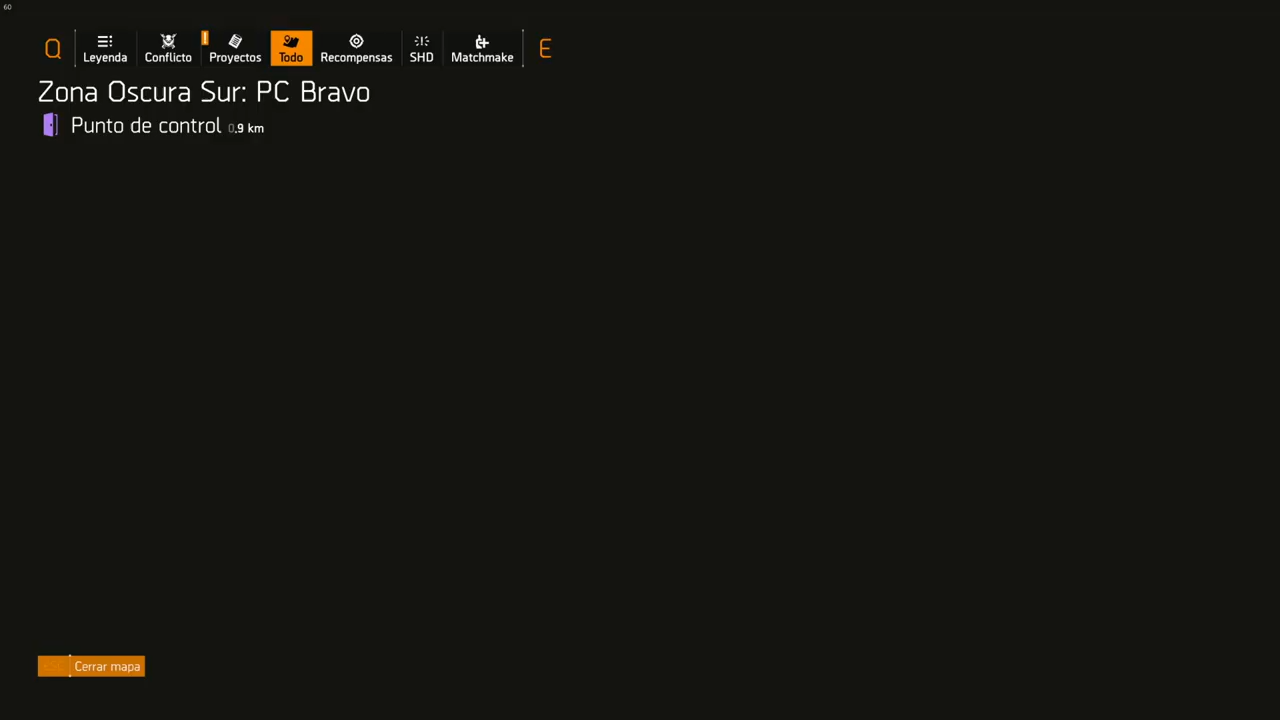 60
Q Leyenda Conflicto Proyectos Todo Recompensas SHD Matchmake E
Zona Oscura Sur: PC Bravo
Punto de control 0.9 km
Cerrar mapa